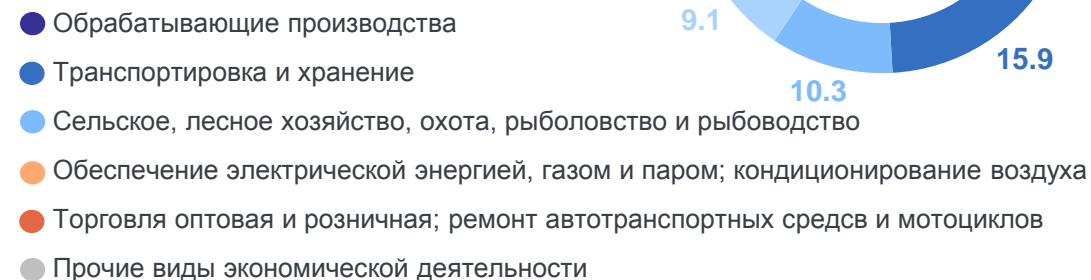 9.1
Обрабатывающие производства
15.9
Транспортировка и хранение
10.3
Сельское, лесное хозяйство, охота, рыболовство и рыбоводство
Обеспечение электрической энергией, газом и паром; кондиционирование воздуха
Торговля оптовая и розничная; ремонт автотранспортных средсв и мотоциклов
Прочие виды экономической деятельности